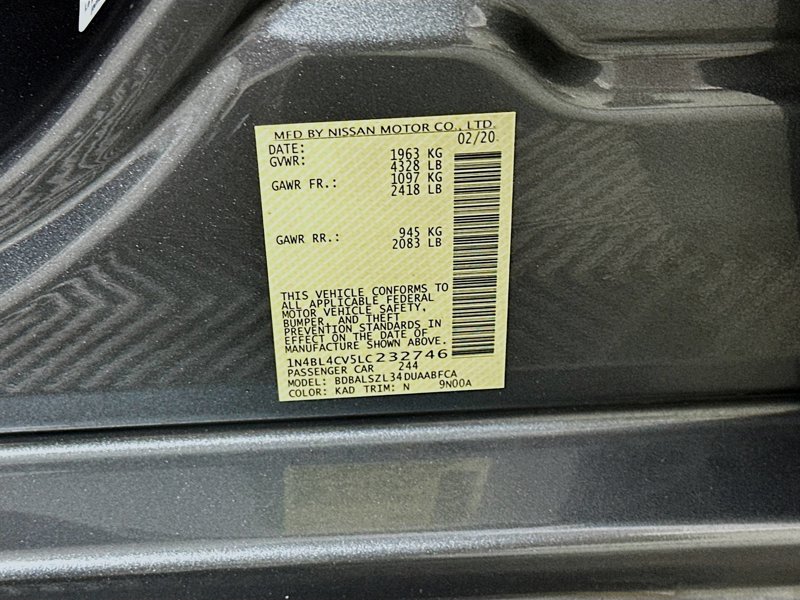 MFD BY NISSAN MOTOR CO., LTD.
DATE: 02/20
GVWR: 1963 KG
4328 LB
GAWR FR.: 1097 KG
2418 LB
GAWR RR.: 945 KG
2083 LB
THIS VEHICLE CONFORMS TO
ALL APPLICABLE FEDERAL
MOTOR VEHICLE SAFETY,
BUMPER, AND THEFT
PREVENTION STANDARDS IN
EFFECT ON THE DATE OF
MANUFACTURE SHOWN ABOVE.
1N4BL4CV5LC232746
PASSENGER CAR 244
MODEL: BDBALSZL34DUAABFCA
COLOR: KAD TRIM: N 9N00A